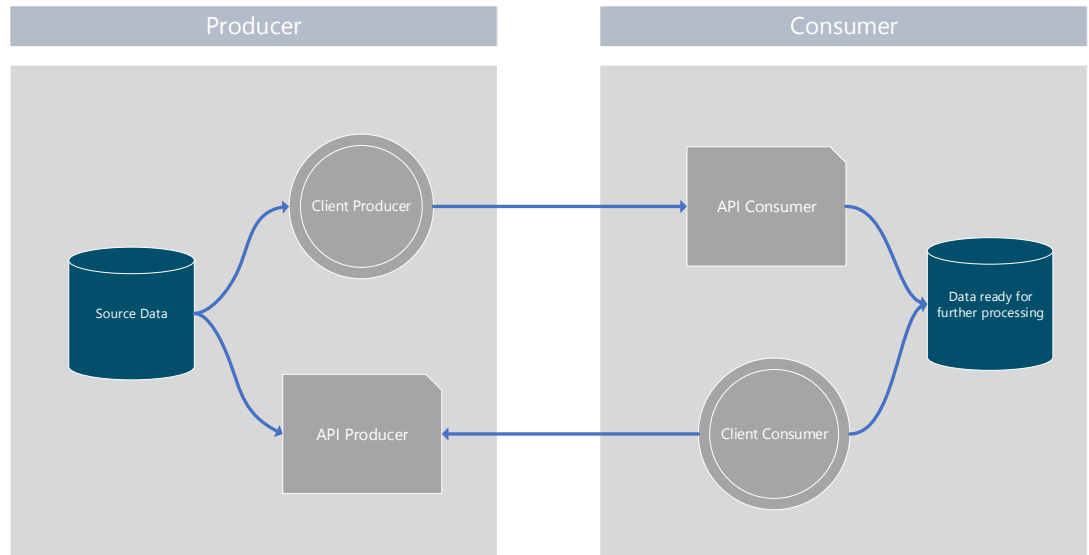 Producer
Consumer
Client Producer
API Consumer
Source Data
Data ready for
further processing
API Producer
Client Consumer